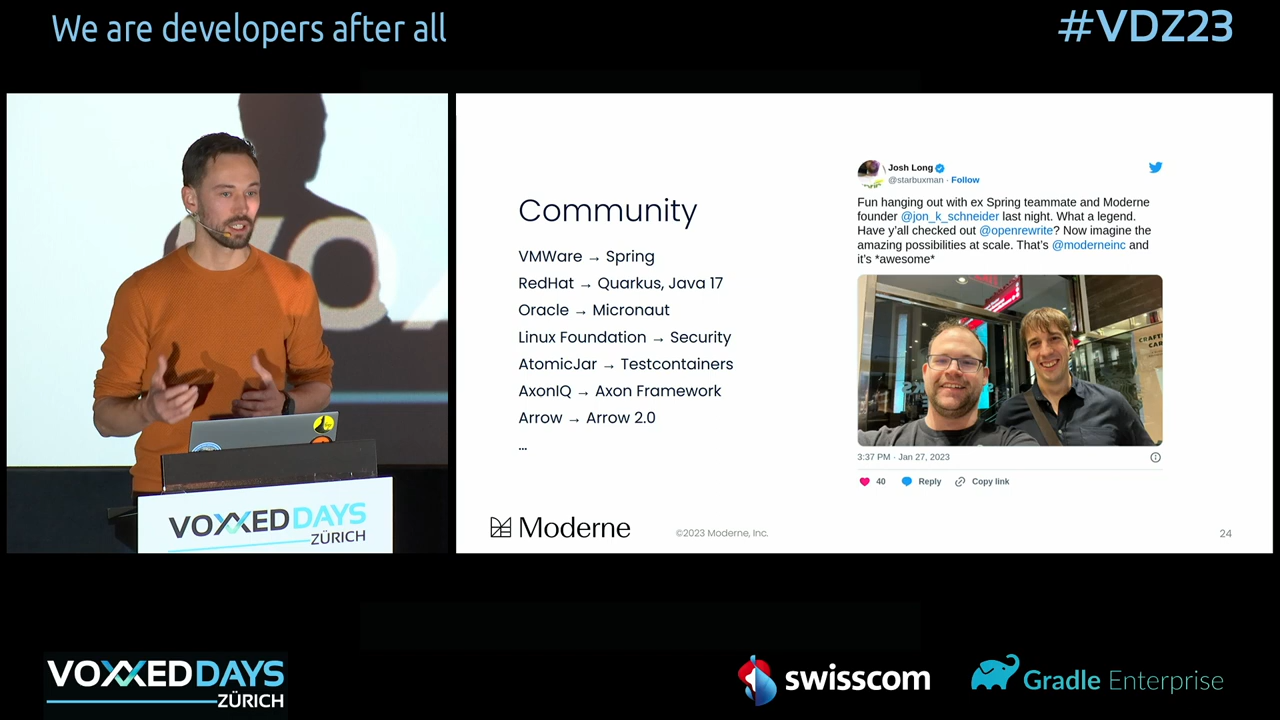 We are developers after all
#VDZ23
Community
VMWare → Spring
RedHat → Quarkus, Java 17
Oracle → Micronaut
Linux Foundation → Security
AtomicJar → Testcontainers
AxonIQ → Axon Framework
Arrow → Arrow 2.0
...
Josh Long
@starbuxman · Follow
Fun hanging out with ex Spring teammate and Moderne
founder @jon_k_schneider last night. What a legend.
Have y'all checked out @openrewrite? Now imagine the
amazing possibilities at scale. That's @moderneinc and
it's *awesome*
3:37 PM · Jan 27, 2023
40 Reply Copy link
Moderne
©2023 Moderne, Inc.
24
VOXXED DAYS
ZÜRICH
VOXXED DAYS
ZÜRICH
swisscom
Gradle Enterprise